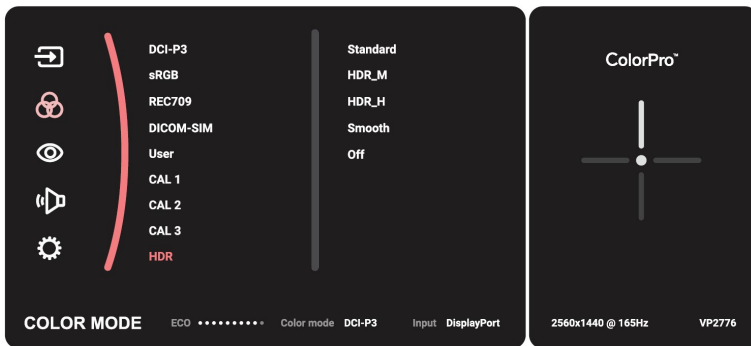 DCI-P3
sRGB
REC709
DICOM-SIM
User
CAL 1
CAL 2
CAL 3
HDR
Standard
HDR_M
HDR_H
Smooth
Off
COLOR MODE ECO Color mode DCI-P3 Input DisplayPort
ColorPro™
2560x1440 @ 165Hz VP2776